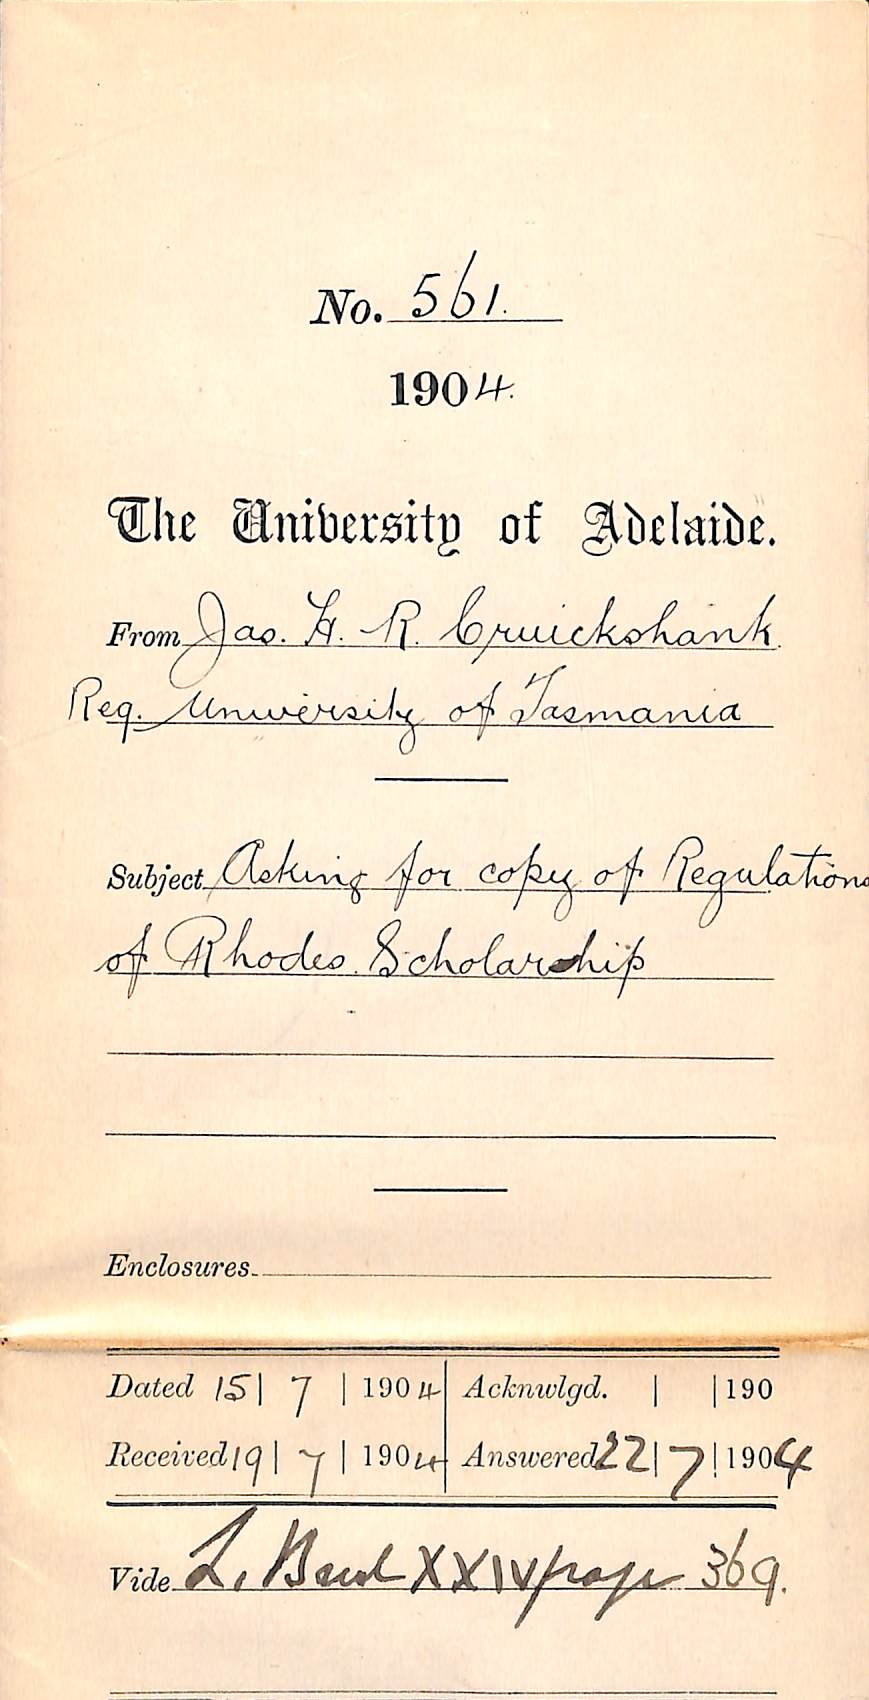 No. 561.
1904.
The University of Adelaide.
From Jas. H. R. Cruickshank
Reg. University of Tasmania
Subject Asking for copy of Regulations
of Rhodes Scholarship
Enclosures
Dated 15 | 7 | 1904 Acknwlgd. | | 190
Received 19 | 7 | 1904 Answered 22 | 7 | 1904
Vide L. Book XXIV page 369.